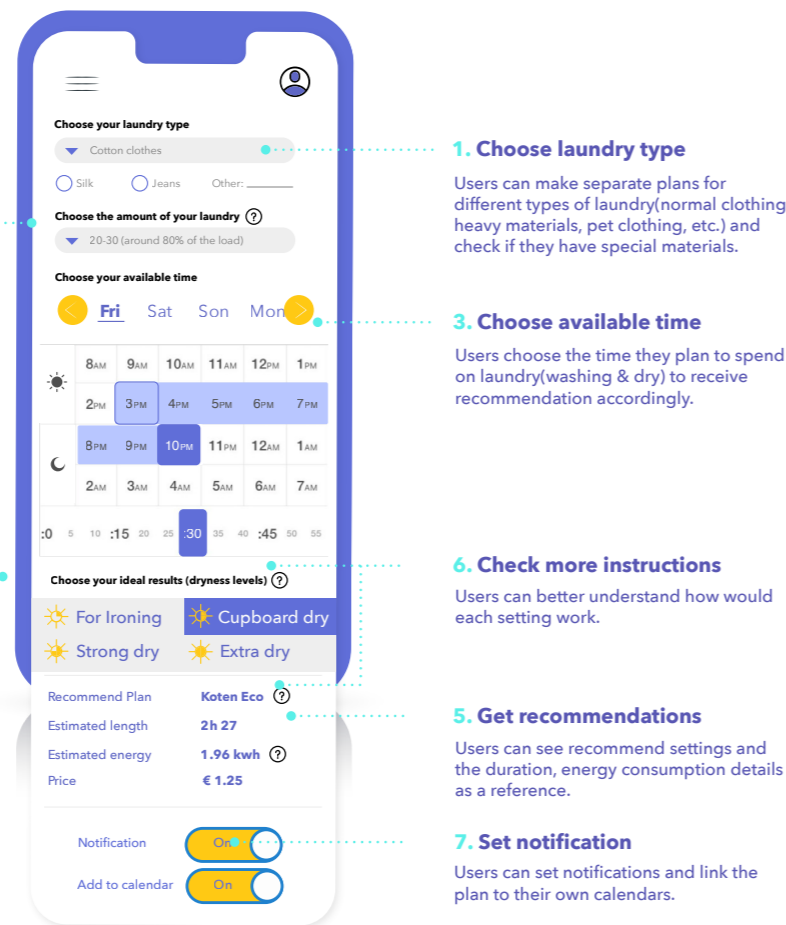 Choose your laundry type
Cotton clothes
Silk Jeans Other: ________
Choose the amount of your laundry ?
20-30 (around 80% of the load)
Choose your available time
< Fri Sat Son Mon >
8AM 9AM 10AM 11AM 12PM 1PM
2PM 3PM 4PM 5PM 6PM 7PM
8PM 9PM 10PM 11PM 12AM 1AM
2AM 3AM 4AM 5AM 6AM 7AM
:0 5 10 :15 20 25 :30 35 40 :45 50 55
Choose your ideal results (dryness levels) ?
For Ironing Cupboard dry
Strong dry Extra dry
Recommend Plan Koten Eco ?
Estimated length 2h 27
Estimated energy 1.96 kwh ?
Price € 1.25
Notification On
Add to calendar On
1. Choose laundry type
Users can make separate plans for
different types of laundry(normal clothing
heavy materials, pet clothing, etc.) and
check if they have special materials.
3. Choose available time
Users choose the time they plan to spend
on laundry(washing & dry) to receive
recommendation accordingly.
6. Check more instructions
Users can better understand how would
each setting work.
5. Get recommendations
Users can see recommend settings and
the duration, energy consumption details
as a reference.
7. Set notification
Users can set notifications and link the
plan to their own calendars.